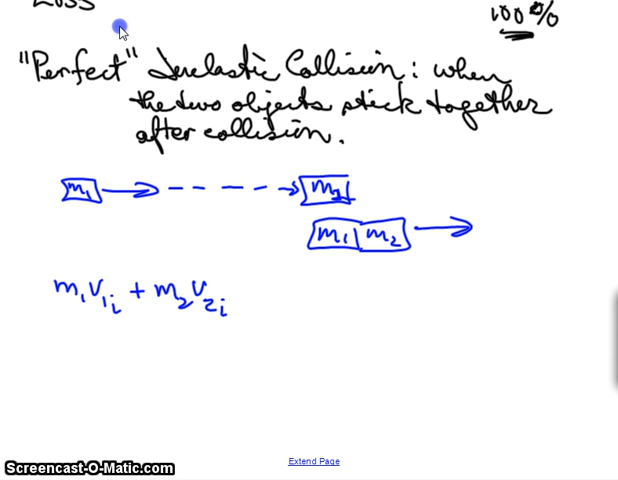 Loss
100%
"Perfect" Inelastic Collision: when
the two objects stick together
after collision.
m₁ m₂
m₁ m₂
m₁v₁ᵢ + m₂v₂ᵢ
Extend Page
Screencast-O-Matic.com